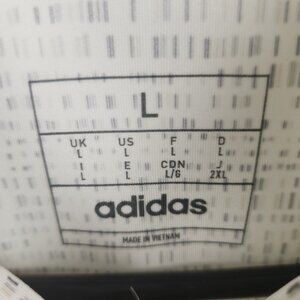 L
UK US F D
L L L L
I E CDN J
L L L/G 2XL
adidas
MADE IN VIETNAM